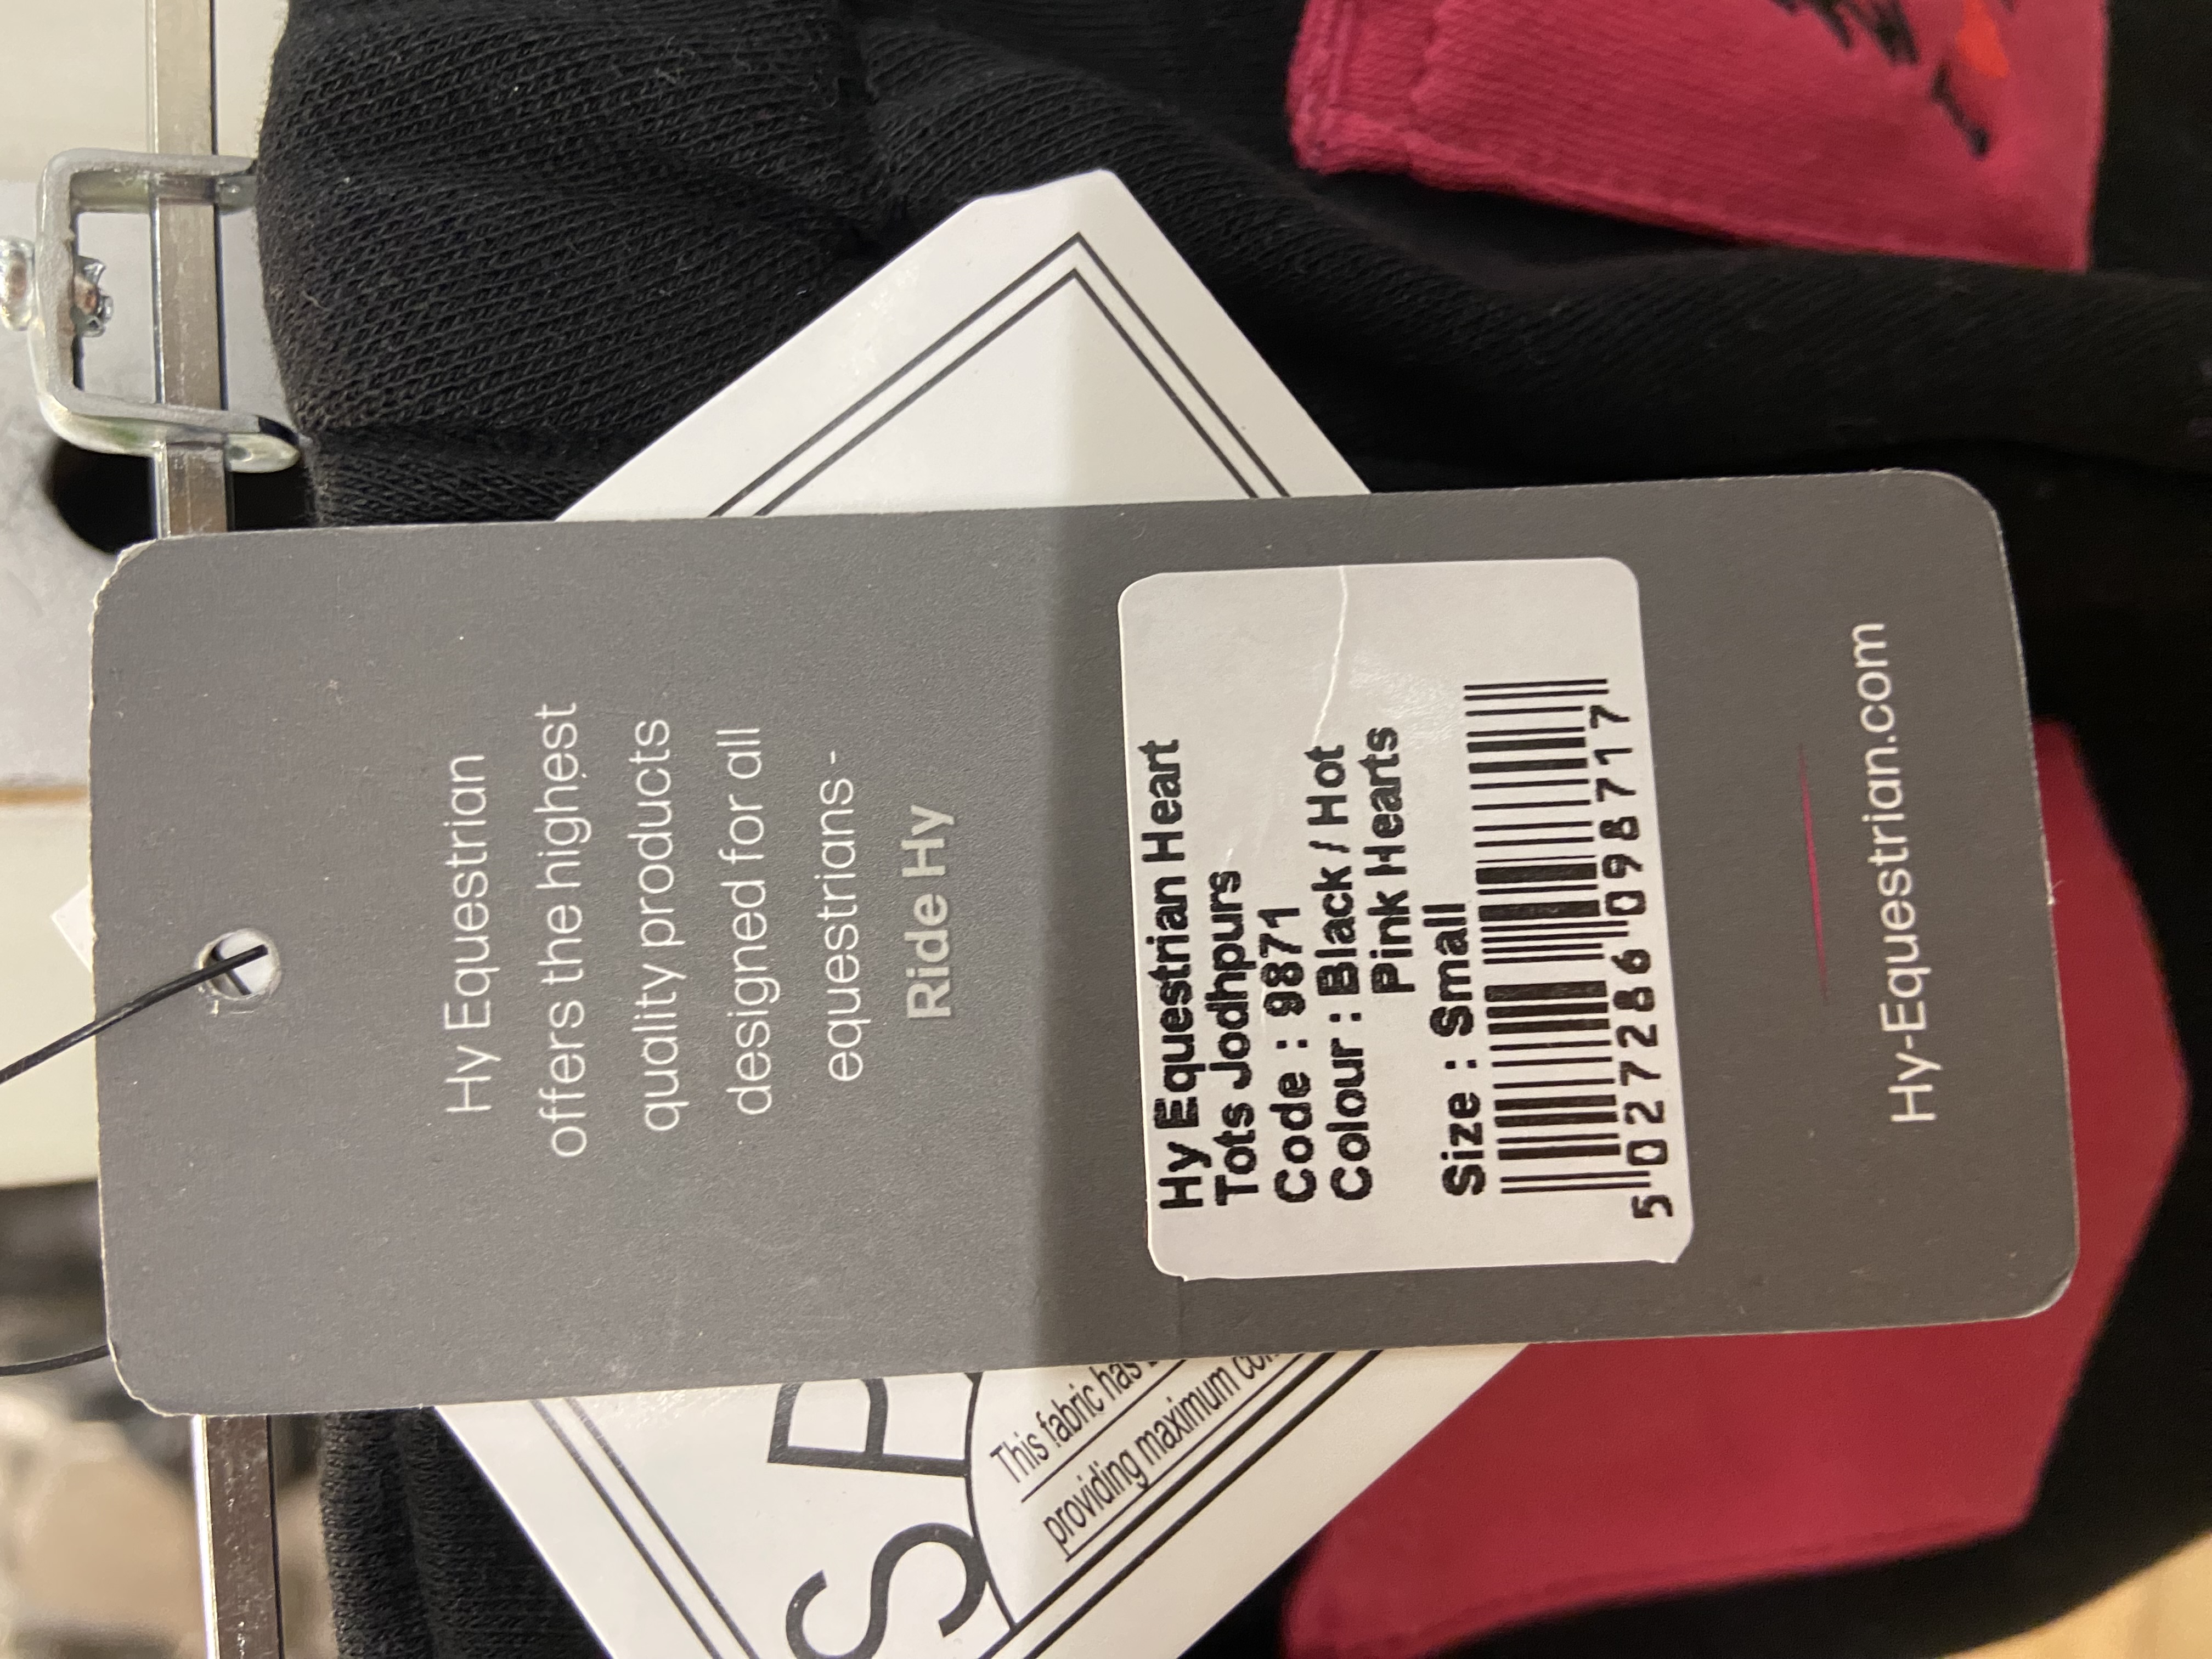 Hy Equestrian
offers the highest
quality products
designed for all
equestrians -
Ride Hy
Hy Equestrian Heart
Tots Jodhpurs
Code : 9871
Colour : Black / Hot
Pink Hearts
Size : Small
5 027286 098717
Hy-Equestrian.com
SP
This fabric has
providing maximum